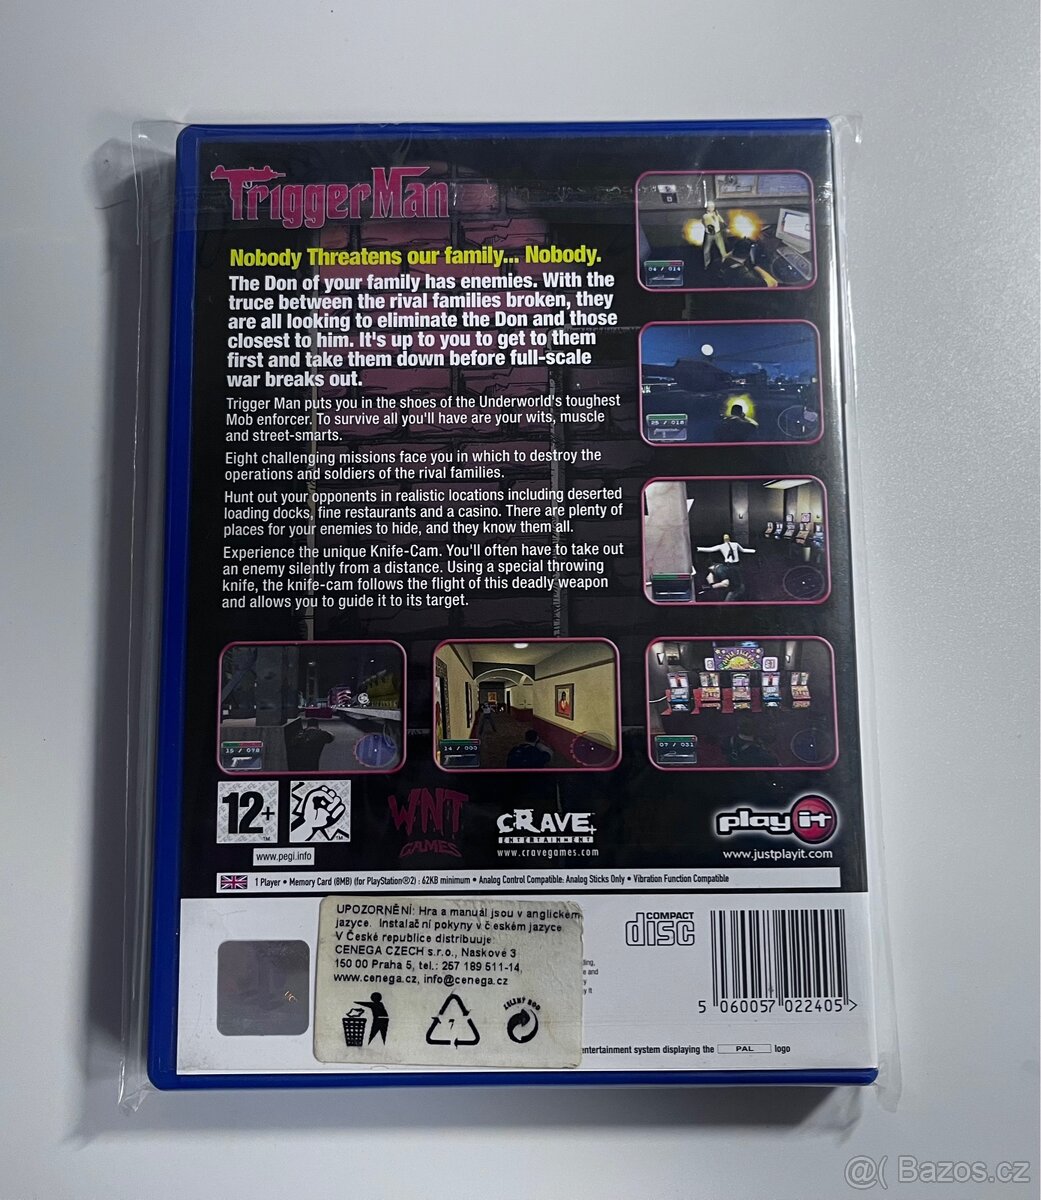 TriggerMan
Nobody Threatens our family... Nobody.
The Don of your family has enemies. With the
truce between the rival families broken, they
are all looking to eliminate the Don and those
closest to him. It's up to you to get to them
first and take them down before full-scale
war breaks out.
Trigger Man puts you in the shoes of the Underworld's toughest
Mob enforcer. To survive all you'll have are your wits, muscle
and street-smarts.
Eight challenging missions face you in which to destroy the
operations and soldiers of the rival families.
Hunt out your opponents in realistic locations including deserted
loading docks, fine restaurants and a casino. There are plenty of
places for your enemies to hide, and they know them all.
Experience the unique Knife-Cam. You'll often have to take out
an enemy silently from a distance. Using a special throwing
knife, the knife-cam follows the flight of this deadly weapon
and allows you to guide it to its target.
04 / 014
25 / 018
15 / 078
07 / 031
12+
www.pegi.info
WNT
GAMES
CRAVE
ENTERTAINMENT
www.cravegames.com
play it
www.justplayit.com
1 Player • Memory Card (8MB) (for PlayStation®2) : 62KB minimum • Analog Control Compatible: Analog Sticks Only • Vibration Function Compatible
UPOZORNĚNÍ: Hra a manuál jsou v anglickém
jazyce. Instalační pokyny v českém jazyce.
V České republice distribuuje:
CENEGA CZECH s.r.o., Naskové 3
150 00 Praha 5, tel.: 257 189 511-14,
www.cenega.cz, info@cenega.cz
7
ZELENÝ BOD
COMPACT
disc
5 060057 022405 >
entertainment system displaying the PAL logo
@( Bazos.cz